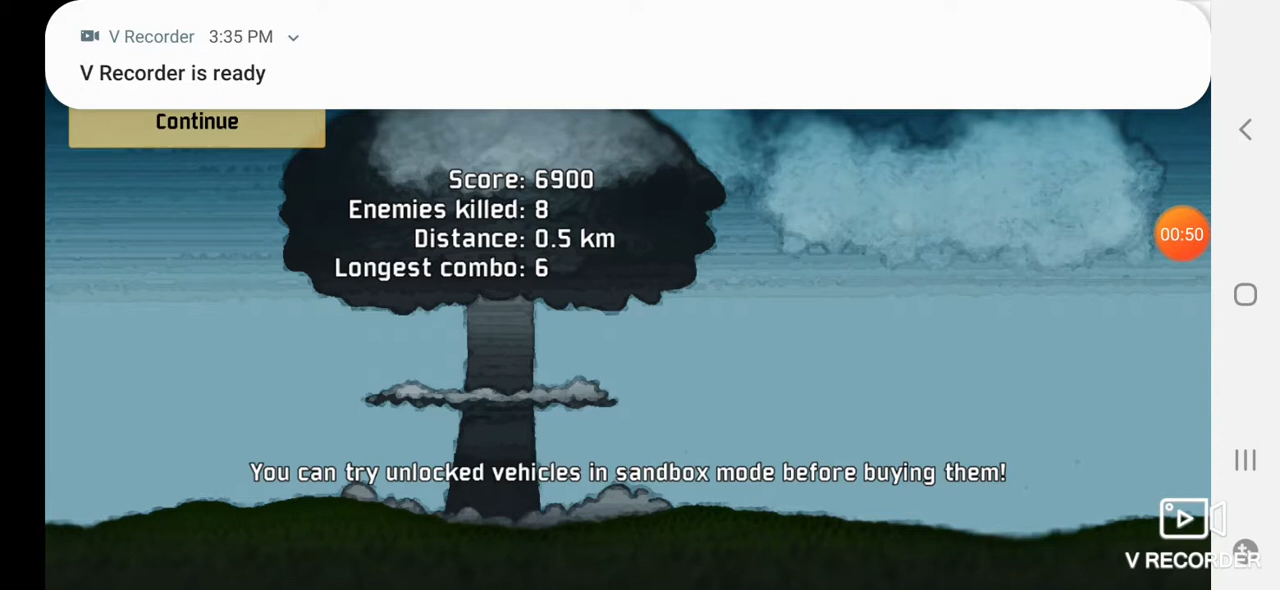 V Recorder 3:35 PM
V Recorder is ready
Continue
Score: 6900
Enemies killed: 8
Distance: 0.5 km
Longest combo: 6
00:50
You can try unlocked vehicles in sandbox mode before buying them!
V RECORDER